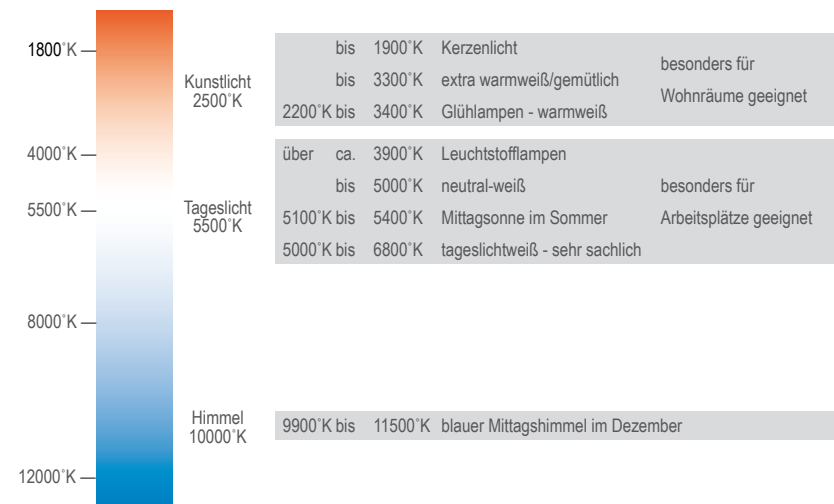 1800°K
4000°K
5500°K
8000°K
12000°K
Kunstlicht
2500°K
Tageslicht
5500°K
Himmel
10000°K
bis 1900°K Kerzenlicht
bis 3300°K extra warmweiß/gemütlich
2200°K bis 3400°K Glühlampen - warmweiß
besonders für
Wohnräume geeignet
über ca. 3900°K Leuchtstofflampen
bis 5000°K neutral-weiß
5100°K bis 5400°K Mittagsonne im Sommer
5000°K bis 6800°K tageslichtweiß - sehr sachlich
besonders für
Arbeitsplätze geeignet
9900°K bis 11500°K blauer Mittagshimmel im Dezember